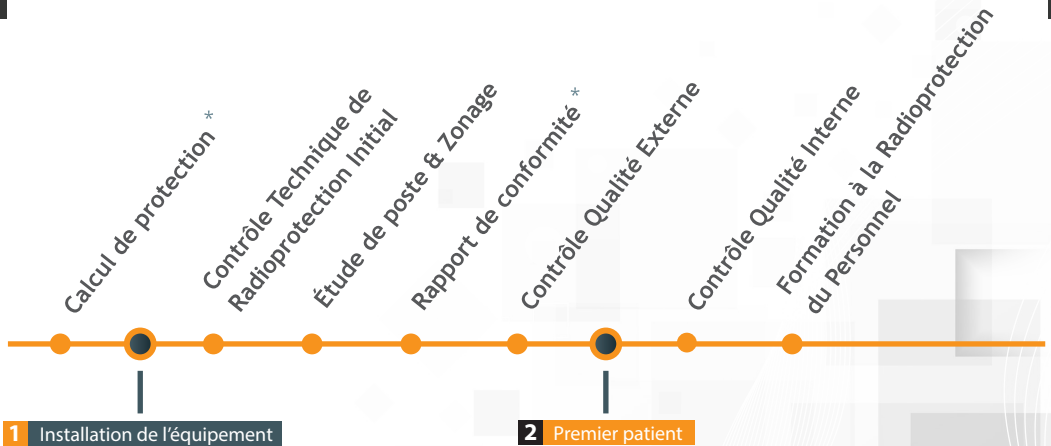 Calcul de protection *
Contrôle Technique de
Radioprotection Initial
Étude de poste & Zonage
Rapport de conformité *
Contrôle Qualité Externe
Contrôle Qualité Interne
Formation à la Radioprotection
du Personnel
1 Installation de l'équipement
2 Premier patient